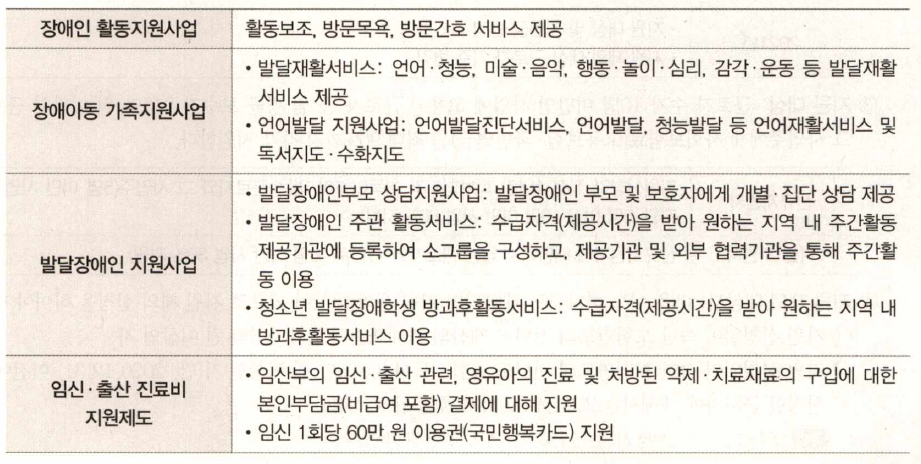 장애인 활동지원사업
활동보조, 방문목욕, 방문간호 서비스 제공
장애아동 가족지원사업
• 발달재활서비스: 언어·청능, 미술·음악, 행동·놀이·심리, 감각·운동 등 발달재활
서비스 제공
• 언어발달 지원사업: 언어발달진단서비스, 언어발달, 청능발달 등 언어재활서비스 및
독서지도·수화지도
발달장애인 지원사업
• 발달장애인부모 상담지원사업: 발달장애인 부모 및 보호자에게 개별·집단 상담 제공
• 발달장애인 주간 활동서비스: 수급자격(제공시간)을 받아 원하는 지역 내 주간활동
제공기관에 등록하여 소그룹을 구성하고, 제공기관 및 외부 협력기관을 통해 주간활
동 이용
• 청소년 발달장애학생 방과후활동서비스: 수급자격(제공시간)을 받아 원하는 지역 내
방과후활동서비스 이용
임신·출산 진료비
지원제도
• 임산부의 임신·출산 관련, 영유아의 진료 및 처방된 약제·치료재료의 구입에 대한
본인부담금(비급여 포함) 결제에 대해 지원
• 임신 1회당 60만 원 이용권(국민행복카드) 지원